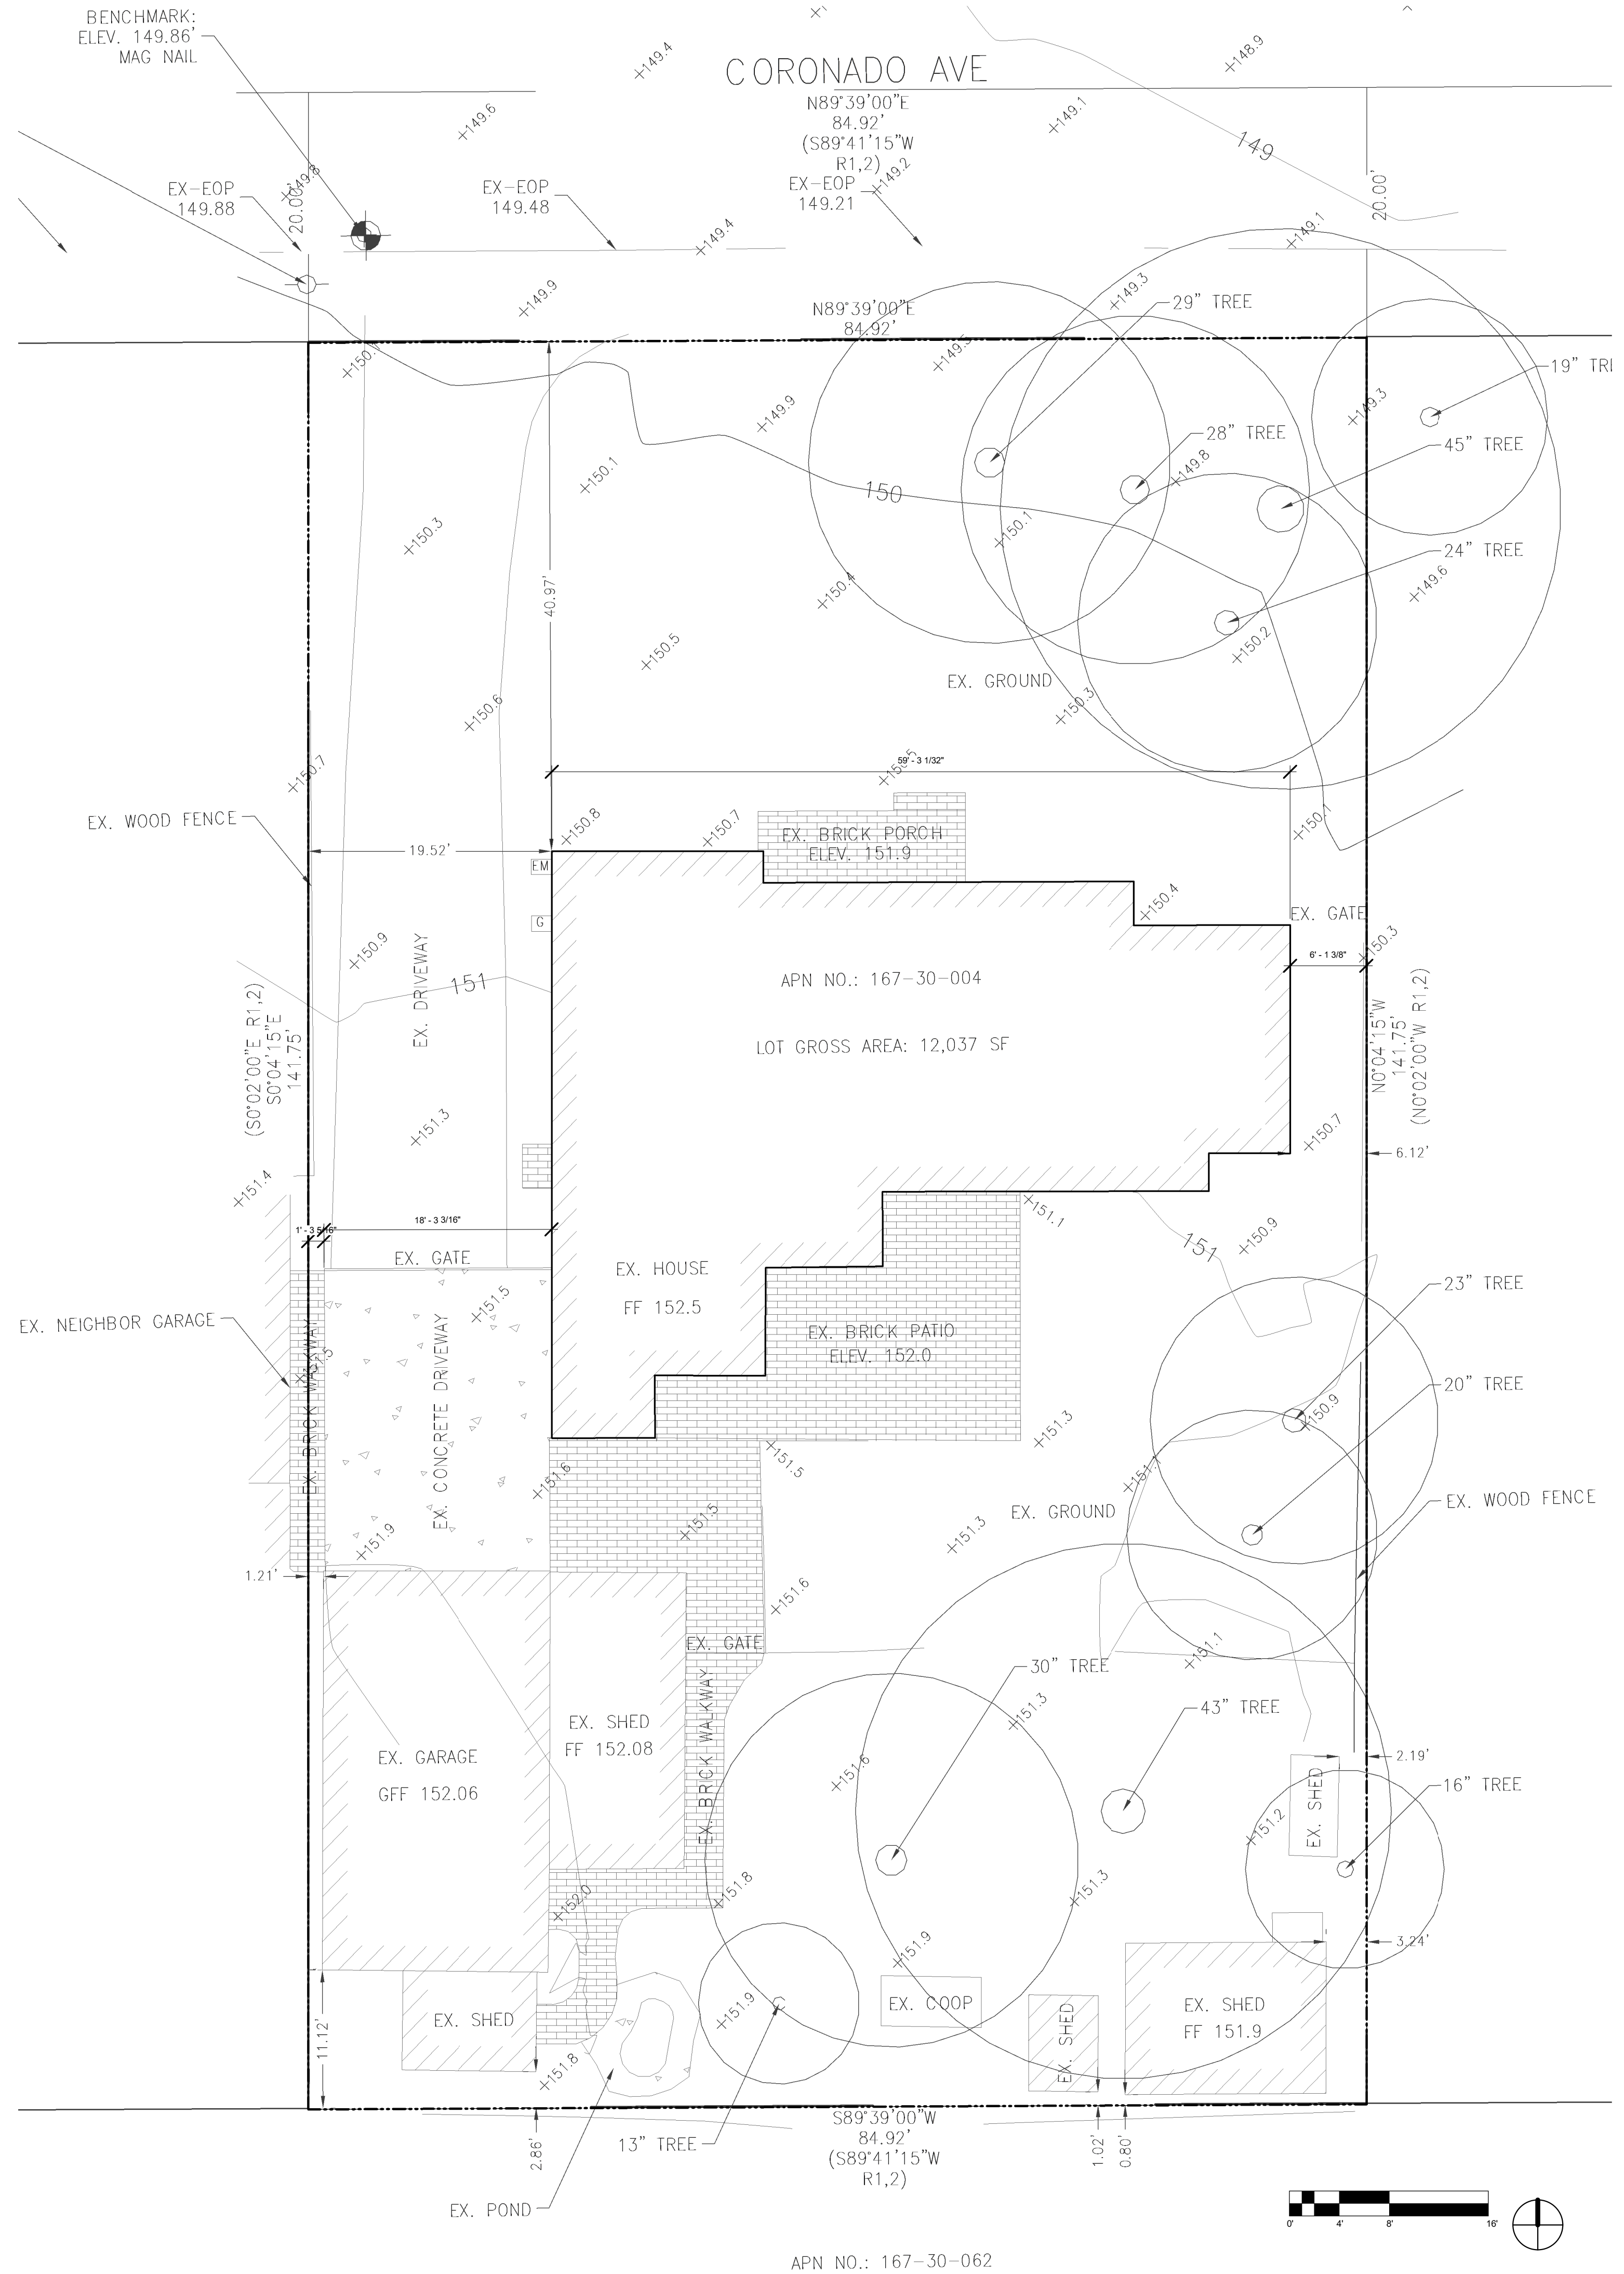 BENCHMARK:
ELEV. 149.86'
MAG NAIL
+149.4
CORONADO AVE
+148.9
N89°39'00"E
84.92'
(S89°41'15"W
R1,2)
+149.6
+149.1
149
+149.8
+149.2
EX-EOP
149.88
20.00'
EX-EOP
149.48
EX-EOP
149.21
20.00'
+149.4
+149.1
+149.9
N89°39'00"E
84.92'
+149.3
29" TREE
+149.5
19" TRE
+149.9
+149.3
28" TREE
45" TREE
+150.1
150
+149.8
+150.3
+150.1
24" TREE
40.97'
+150.4
+149.6
+150.5
+150.2
EX. GROUND
+150.6
+150.3
+150.7
59' - 3 1/32"
EX. WOOD FENCE
+150.8
+150.7
EX. BRICK PORCH
ELEV. 151.9
+150.1
19.52'
EM
G
+150.4
EX. GATE
+150.9
+150.3
6' - 1 3/8"
151
EX. DRIVEWAY
APN NO.: 167-30-004
LOT GROSS AREA: 12,037 SF
(S0°02'00"E R1,2)
S0°04'15"E
141.75'
N0°04'15"W
141.75'
(N0°02'00"W R1,2)
+151.3
+150.7
6.12'
+151.4
+151.1
1' - 3 5/16"
18' - 3 3/16"
EX. GATE
151
+150.9
EX. HOUSE
FF 152.5
23" TREE
+151.5
EX. NEIGHBOR GARAGE
EX. BRICK PATIO
ELEV. 152.0
EX. BRICK WALKWAY
EX. CONCRETE DRIVEWAY
20" TREE
+150.9
+151.3
+151.5
+151.6
EX. GROUND
EX. WOOD FENCE
+151.9
+151.5
+151.3
1.21'
+151.6
EX. GATE
+151.1
30" TREE
EX. BRICK WALKWAY
+151.3
43" TREE
EX. SHED
FF 152.08
EX. GARAGE
GFF 152.06
+151.6
2.19'
EX. SHED
16" TREE
+151.2
+152.0
+151.8
+151.3
+151.9
3.24'
EX. SHED
+151.9
EX. COOP
EX. SHED
EX. SHED
FF 151.9
11.12'
+151.8
S89°39'00"W
84.92'
(S89°41'15"W
R1,2)
2.86'
13" TREE
1.02'
0.80'
EX. POND
0'
4'
8'
16'
APN NO.: 167-30-062